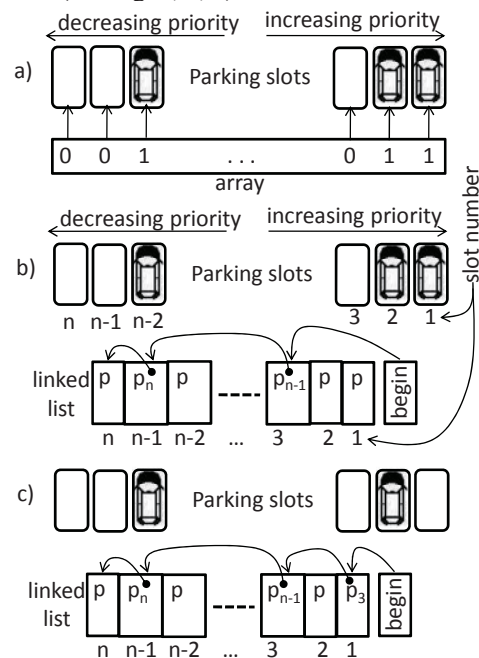 decreasing priority increasing priority
a) Parking slots
0 0 1 ... 0 1 1
array
decreasing priority increasing priority
slot number
b) Parking slots
n n-1 n-2 3 2 1
linked list p pn p pn-1 p p begin
n n-1 n-2 ... 3 2 1
c) Parking slots
linked list p pn p pn-1 p p3 begin
n n-1 n-2 ... 3 2 1